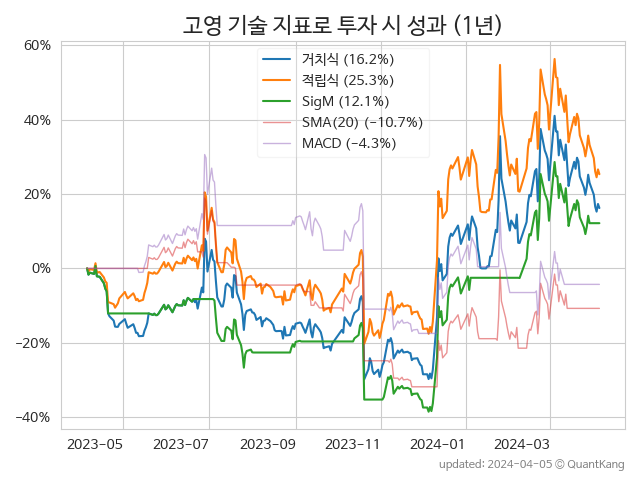 고영 기술 지표로 투자 시 성과 (1년)
60%
40%
20%
0%
−20%
−40%
거치식 (16.2%)
적립식 (25.3%)
SigM (12.1%)
SMA(20) (−10.7%)
MACD (−4.3%)
2023-05 2023-07 2023-09 2023-11 2024-01 2024-03
updated: 2024-04-05 © QuantKang